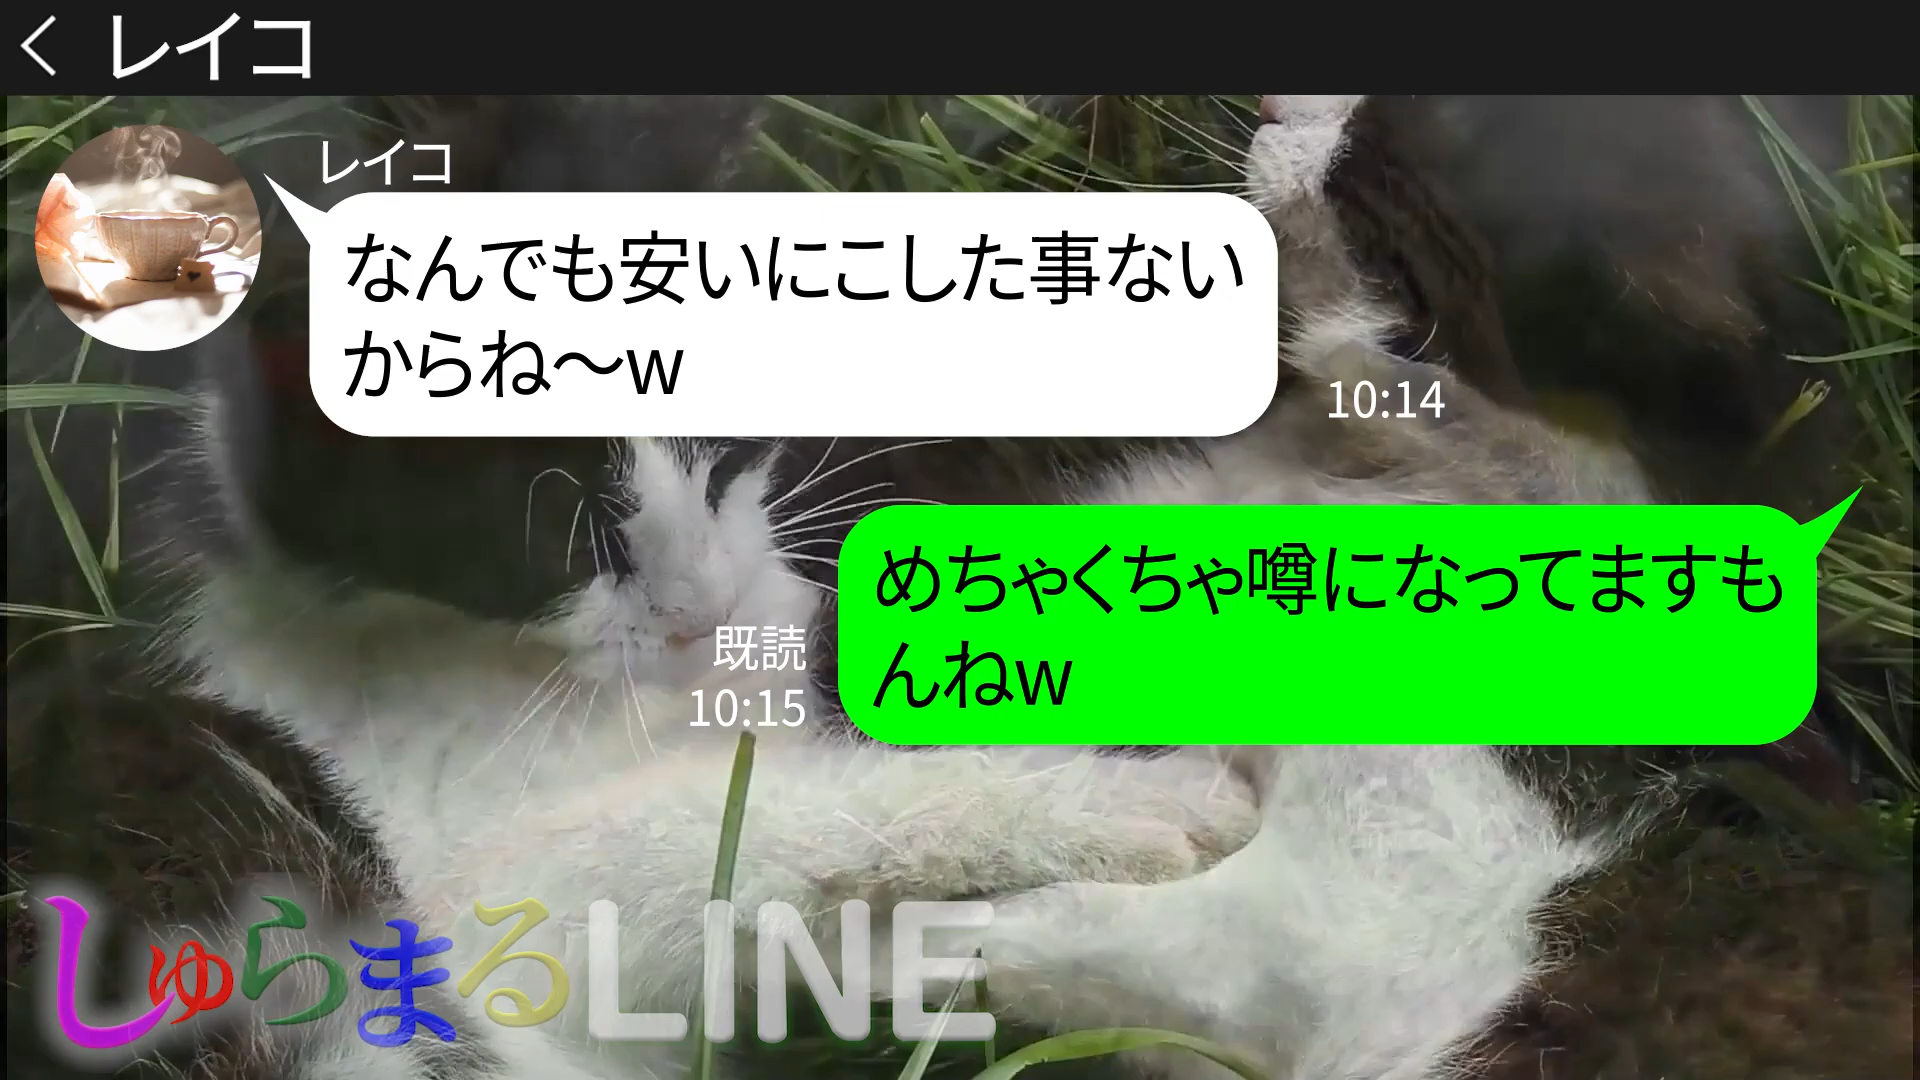 レイコ
レイコ
なんでも安いにこした事ない
からね～w
10:14
めちゃくちゃ噂になってますも
んねw
既読
10:15
しゅらまるLINE